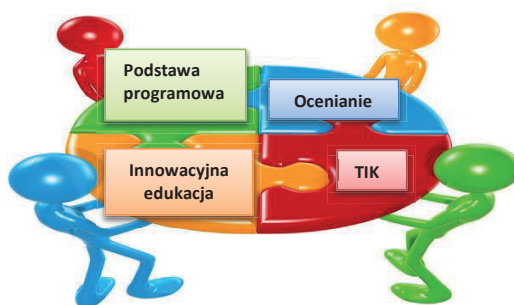 Podstawa
programowa
Ocenianie
Innowacyjna
edukacja
TIK